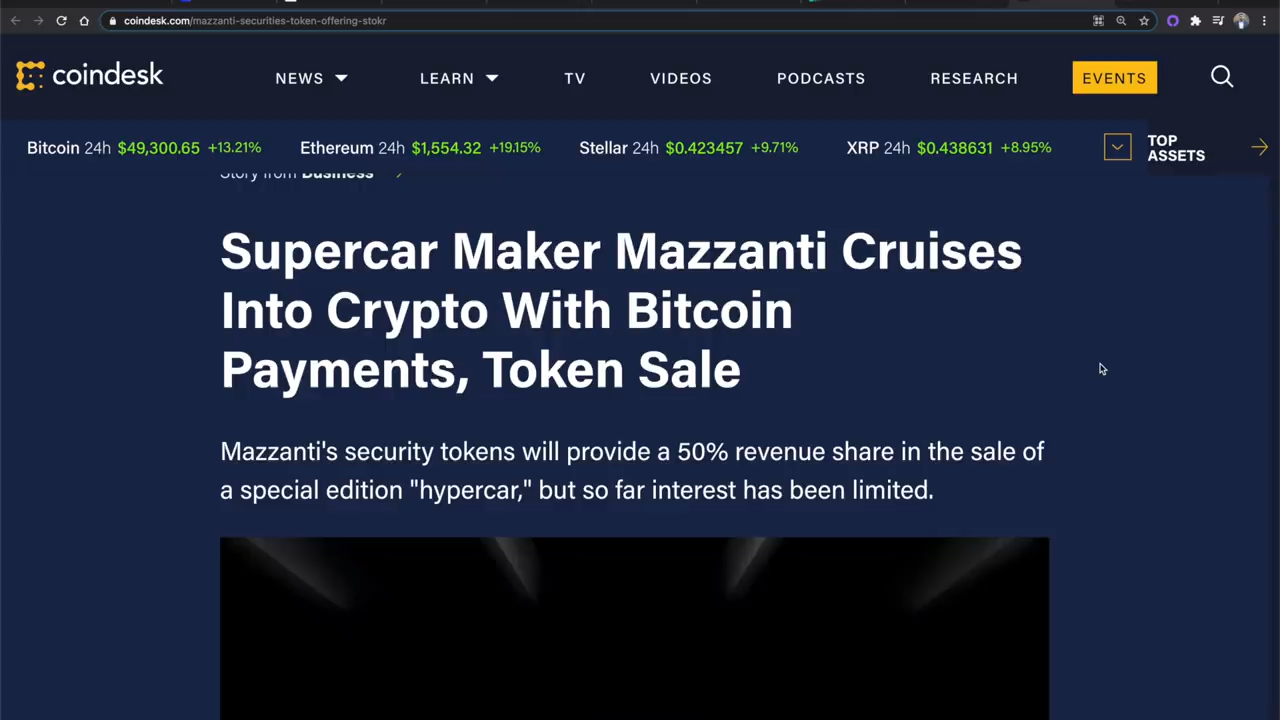 coindesk.com/mazzanti-securities-token-offering-stokr
coindesk NEWS LEARN TV VIDEOS PODCASTS RESEARCH EVENTS
Bitcoin 24h $49,300.65 +13.21% Ethereum 24h $1,554.32 +19.15% Stellar 24h $0.423457 +9.71% XRP 24h $0.438631 +8.95% TOP
ASSETS
Story from Business
Supercar Maker Mazzanti Cruises
Into Crypto With Bitcoin
Payments, Token Sale
Mazzanti's security tokens will provide a 50% revenue share in the sale of
a special edition "hypercar," but so far interest has been limited.